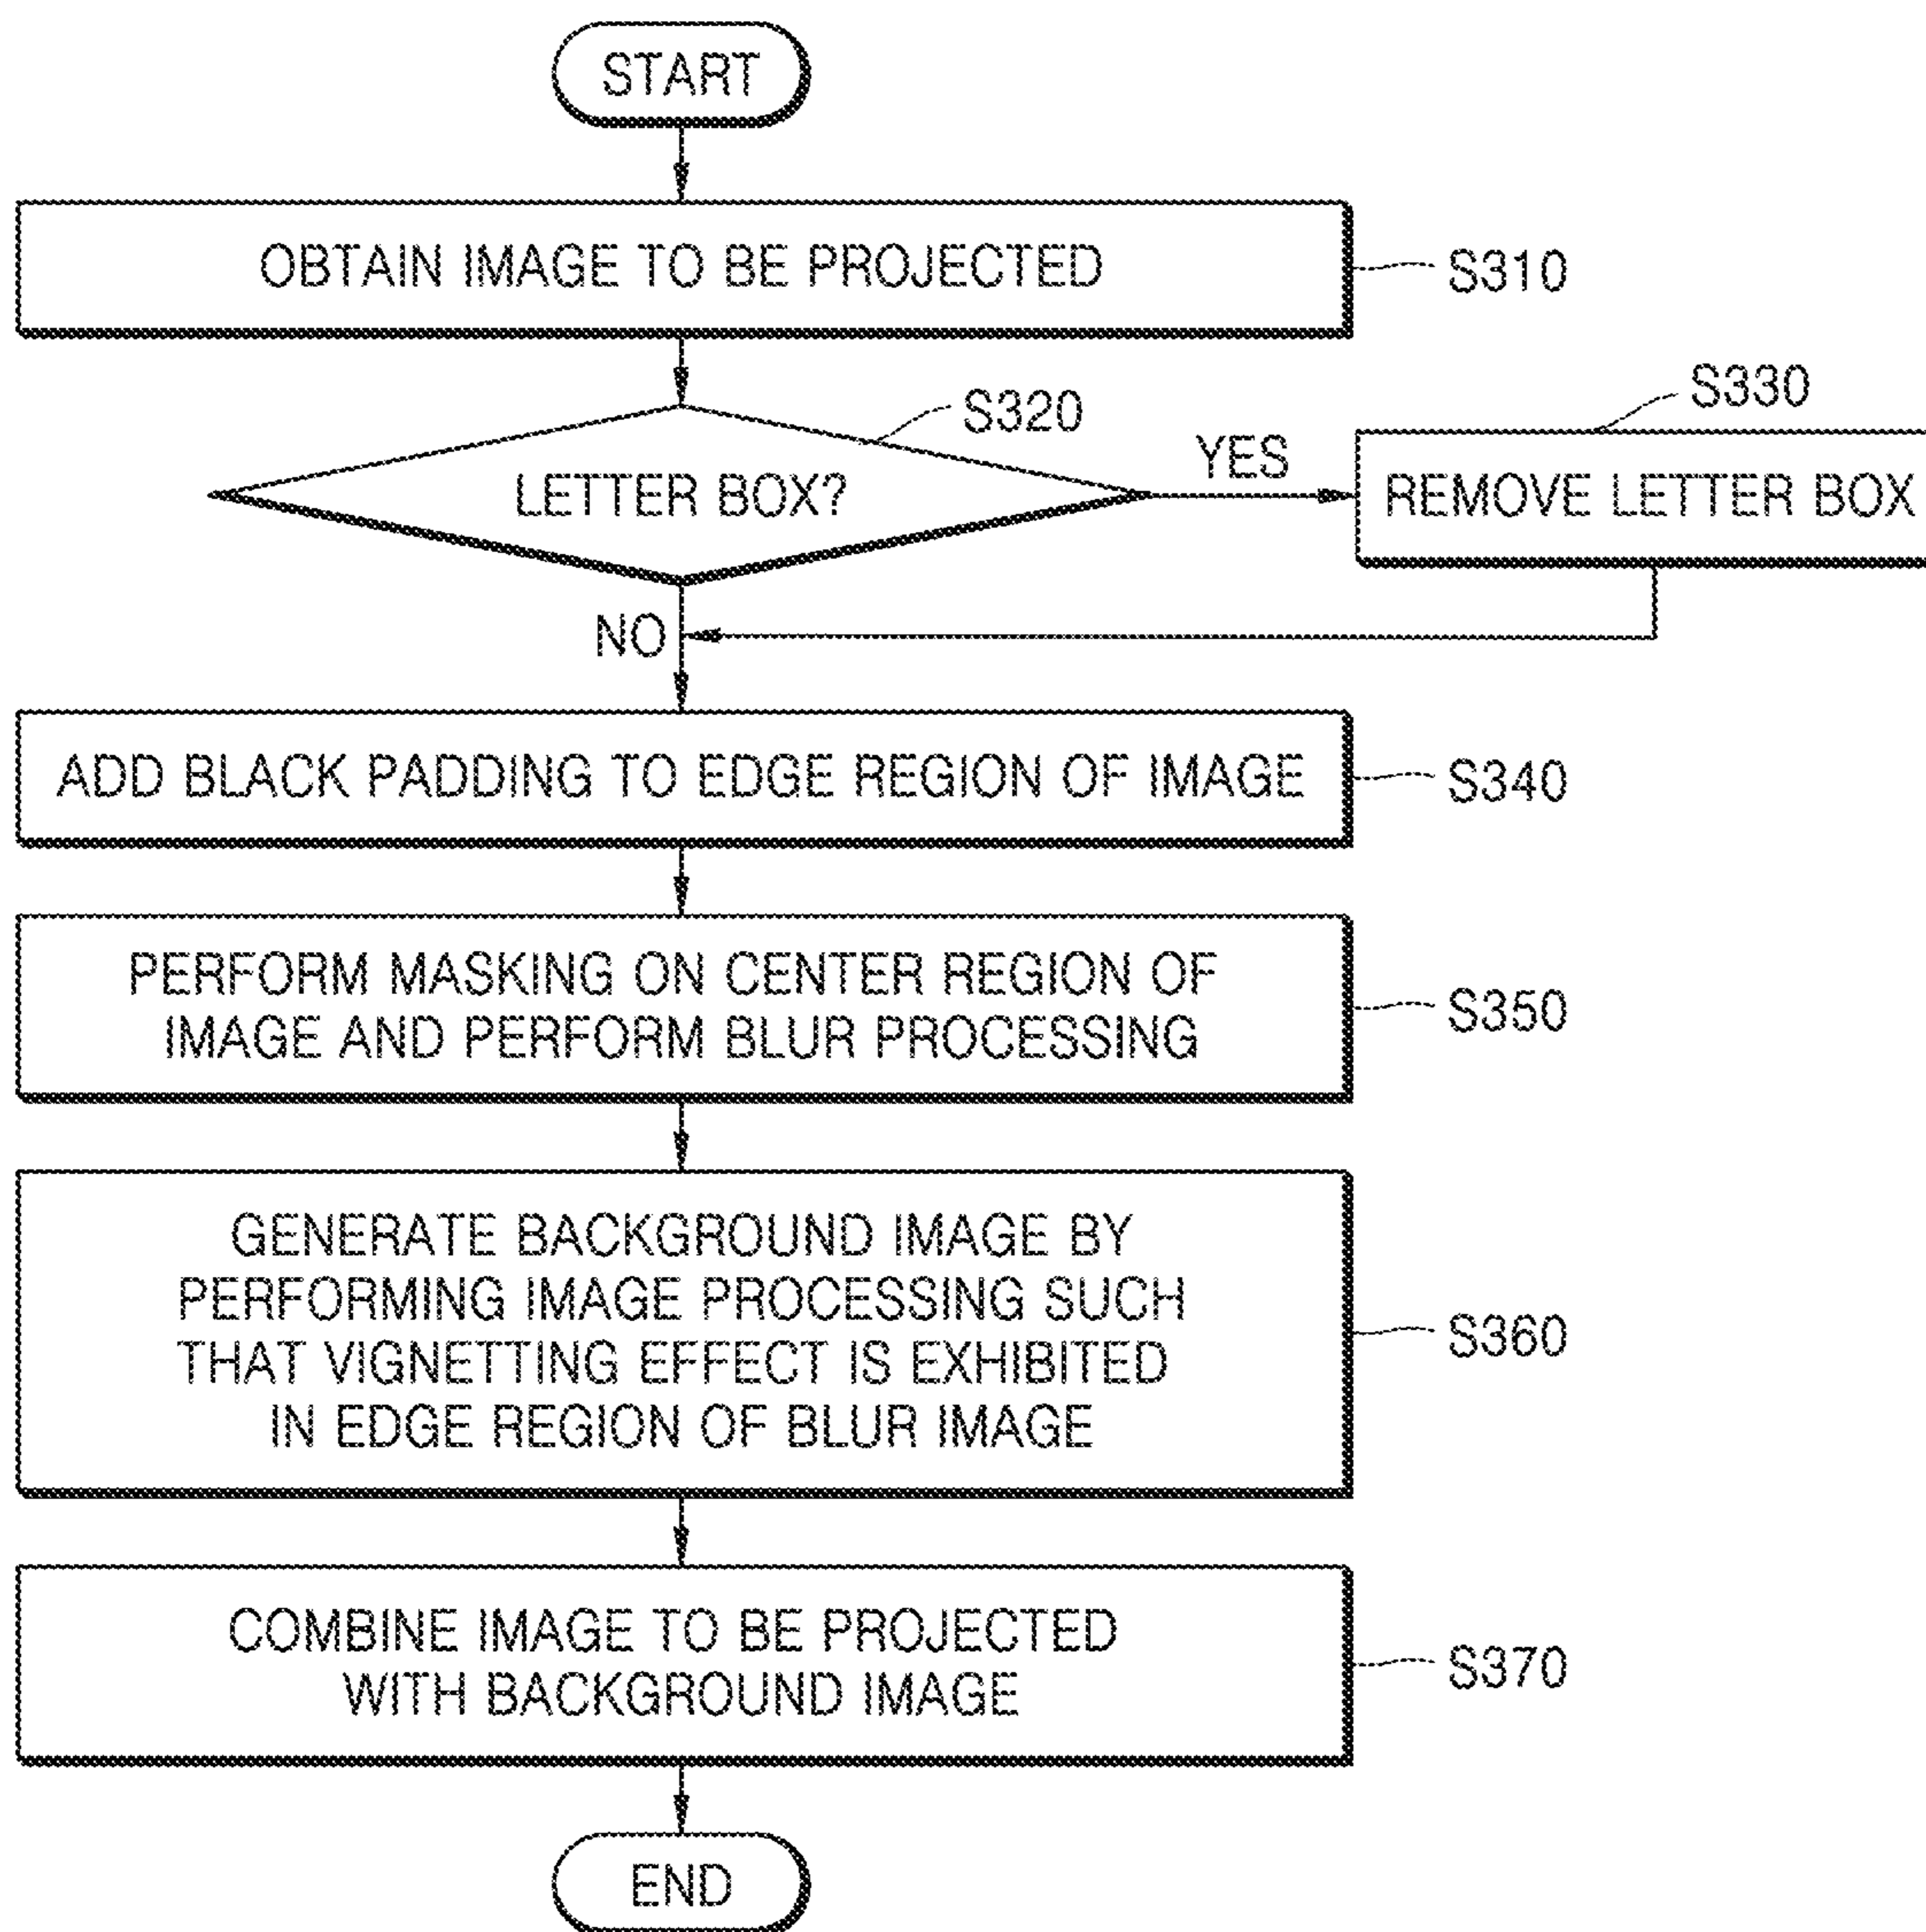 START
OBTAIN IMAGE TO BE PROJECTED
S310
S320
LETTER BOX?
YES
S330
REMOVE LETTER BOX
NO
ADD BLACK PADDING TO EDGE REGION OF IMAGE
S340
PERFORM MASKING ON CENTER REGION OF
IMAGE AND PERFORM BLUR PROCESSING
S350
GENERATE BACKGROUND IMAGE BY
PERFORMING IMAGE PROCESSING SUCH
THAT VIGNETTING EFFECT IS EXHIBITED
IN EDGE REGION OF BLUR IMAGE
S360
COMBINE IMAGE TO BE PROJECTED
WITH BACKGROUND IMAGE
S370
END